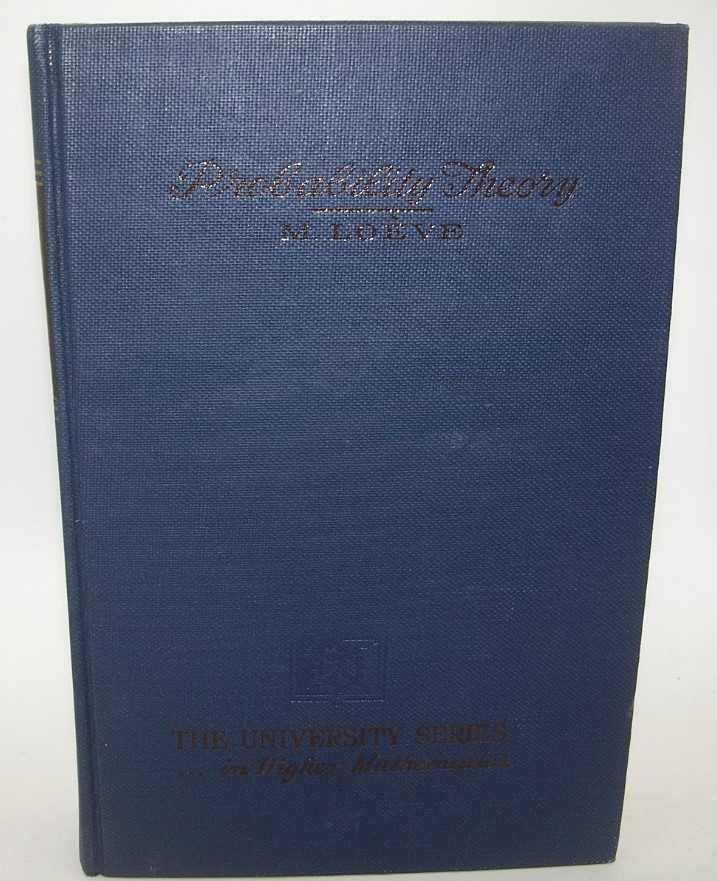 Probability Theory
M. LOÈVE
THE UNIVERSITY SERIES
... in Higher Mathematics